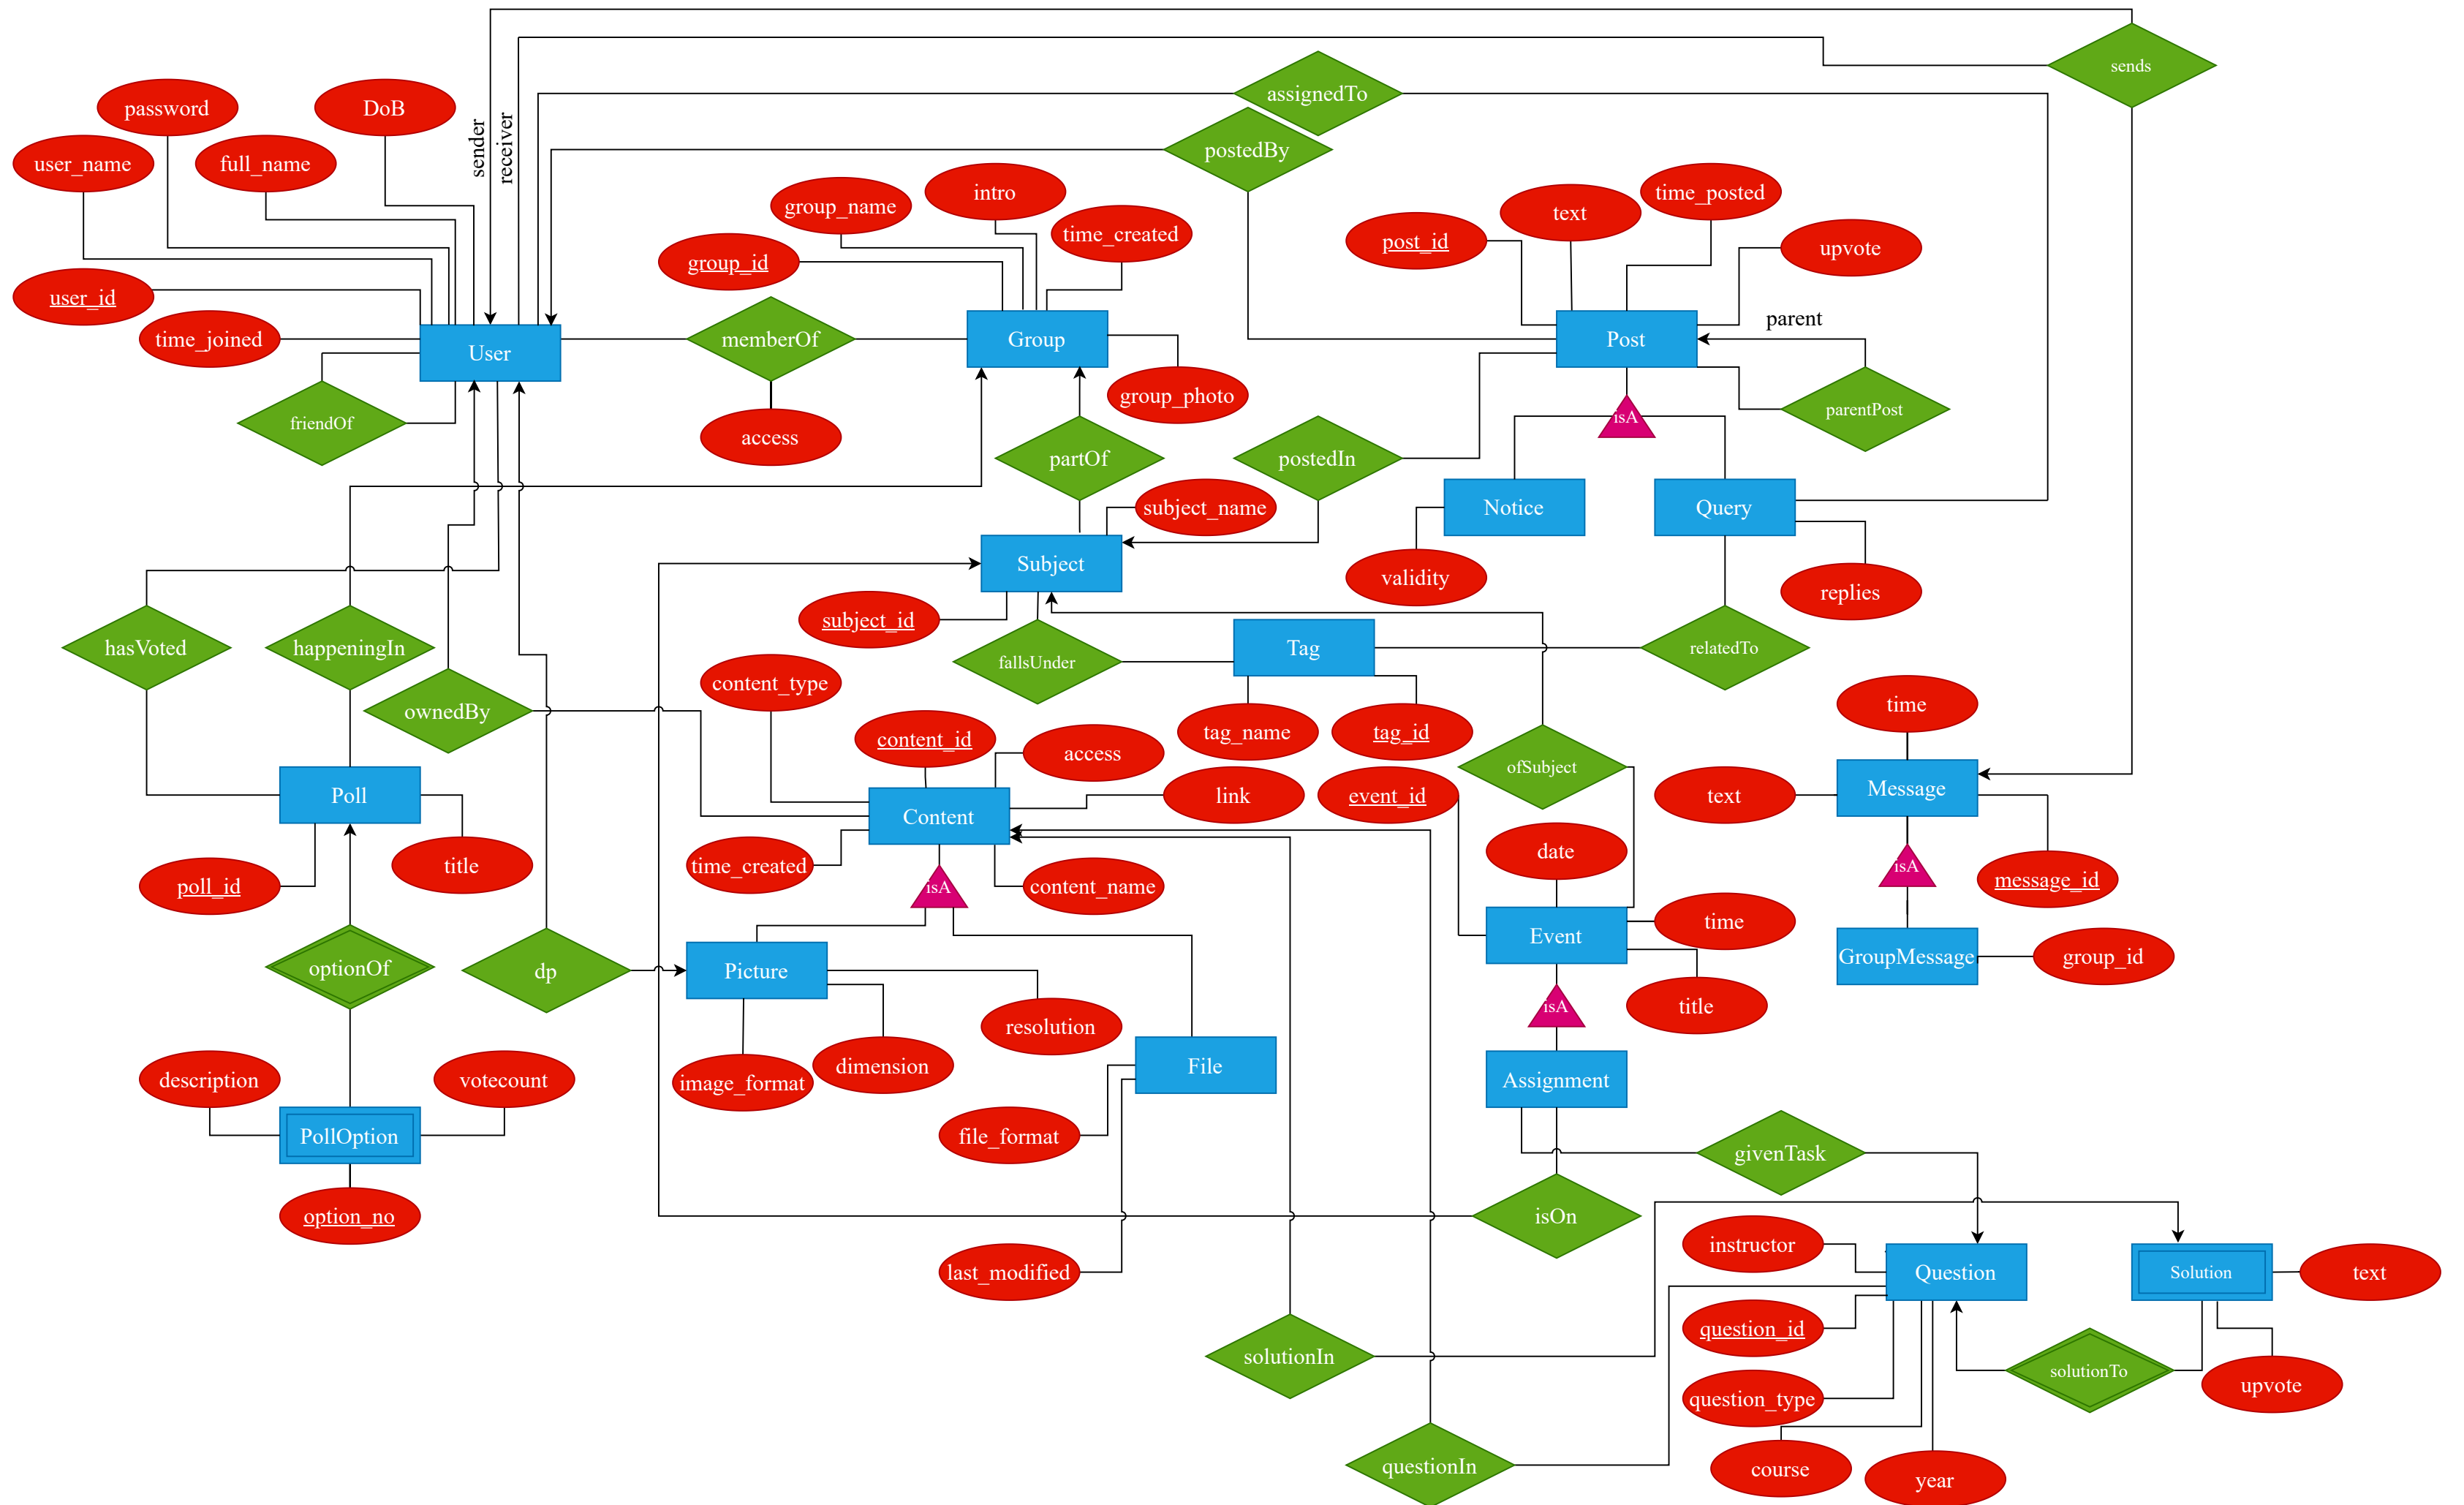 sends
assignedTo
password
DoB
sender
receiver
postedBy
user_name
full_name
group_name
intro
time_posted
text
time_created
post_id
upvote
group_id
user_id
parent
time_joined
User
memberOf
Group
Post
group_photo
friendOf
access
parentPost
isA
partOf
postedIn
subject_name
Notice
Query
Subject
validity
replies
subject_id
hasVoted
happeningIn
fallsUnder
Tag
relatedTo
content_type
ownedBy
content_id
tag_name
tag_id
time
access
ofSubject
Poll
link
event_id
text
Message
Content
title
time_created
date
poll_id
isA
content_name
isA
message_id
time
Event
optionOf
dp
Picture
GroupMessage
group_id
isA
title
resolution
description
votecount
image_format
dimension
File
Assignment
PollOption
file_format
givenTask
option_no
isOn
instructor
last_modified
Question
Solution
text
question_id
solutionIn
solutionTo
upvote
question_type
questionIn
course
year